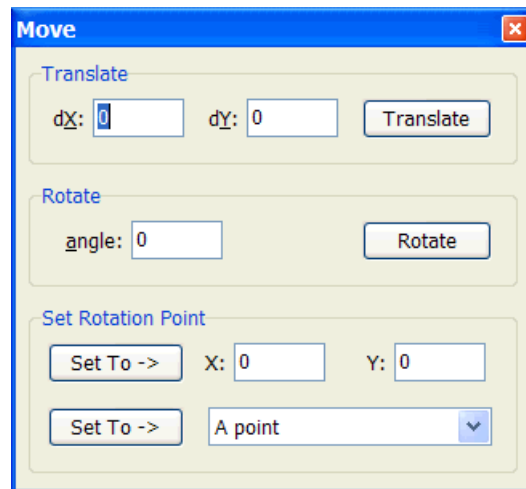 Move
Translate
dX: 0 dY: 0 Translate
Rotate
angle: 0 Rotate
Set Rotation Point
Set To -> X: 0 Y: 0
Set To -> A point